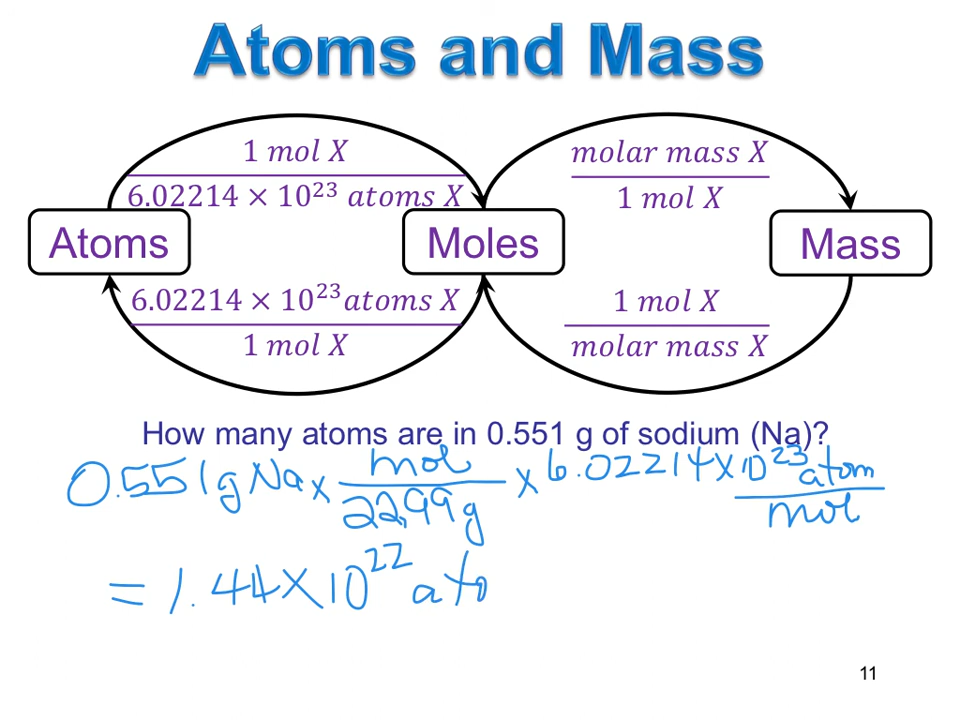 Atoms and Mass
1 mol X
6.02214 × 10²³ atoms X
molar mass X
1 mol X
Atoms
Moles
Mass
6.02214 × 10²³ atoms X
1 mol X
1 mol X
molar mass X
How many atoms are in 0.551 g of sodium (Na)?
0.551g Na x mol / 22.99g x 6.02214 x 10²³ atom / mol
= 1.44 x 10²² ato
11